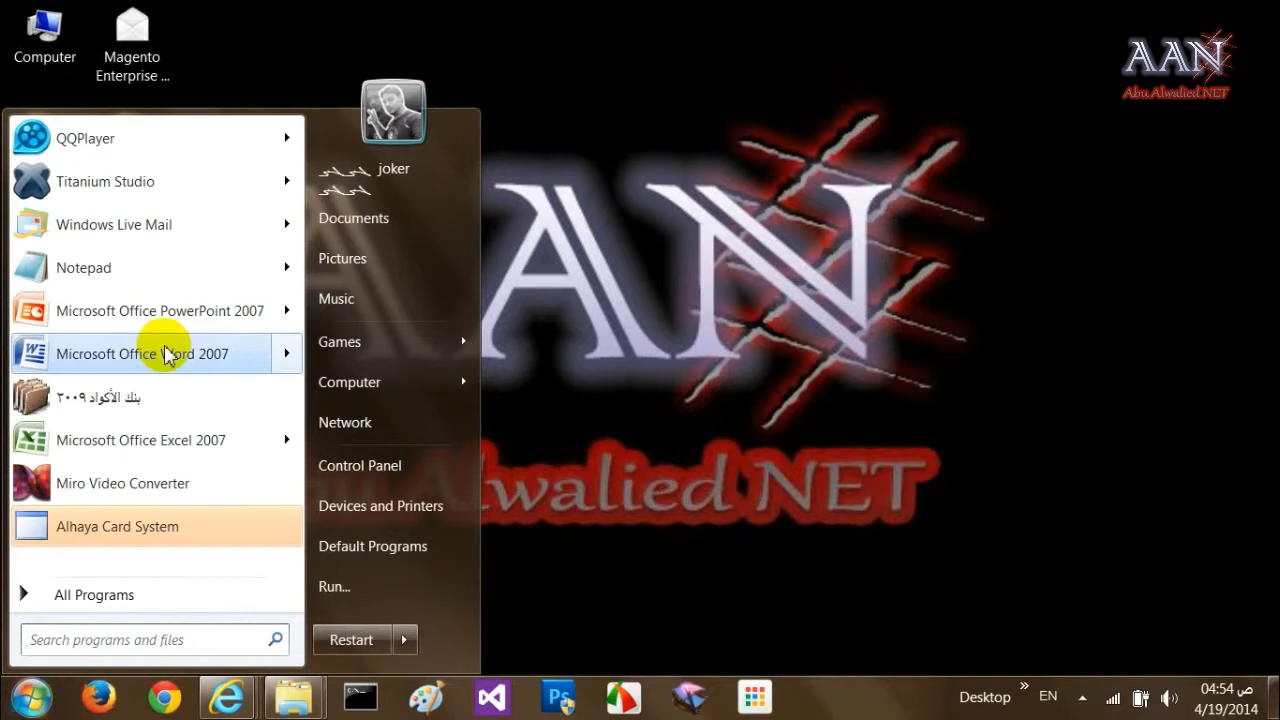 Computer
Magento
Enterprise ...
AAN
Abu Alwalied NET
QQPlayer
Titanium Studio
Windows Live Mail
Notepad
Microsoft Office PowerPoint 2007
Microsoft Office Word 2007
بنك الأكواد ٢٠٠٩
Microsoft Office Excel 2007
Miro Video Converter
Alhaya Card System
All Programs
Search programs and files
joker
Documents
Pictures
Music
Games
Computer
Network
Control Panel
Devices and Printers
Default Programs
Run...
Restart
AAN
Alwalied NET
Desktop
EN
04:54 ص
4/19/2014